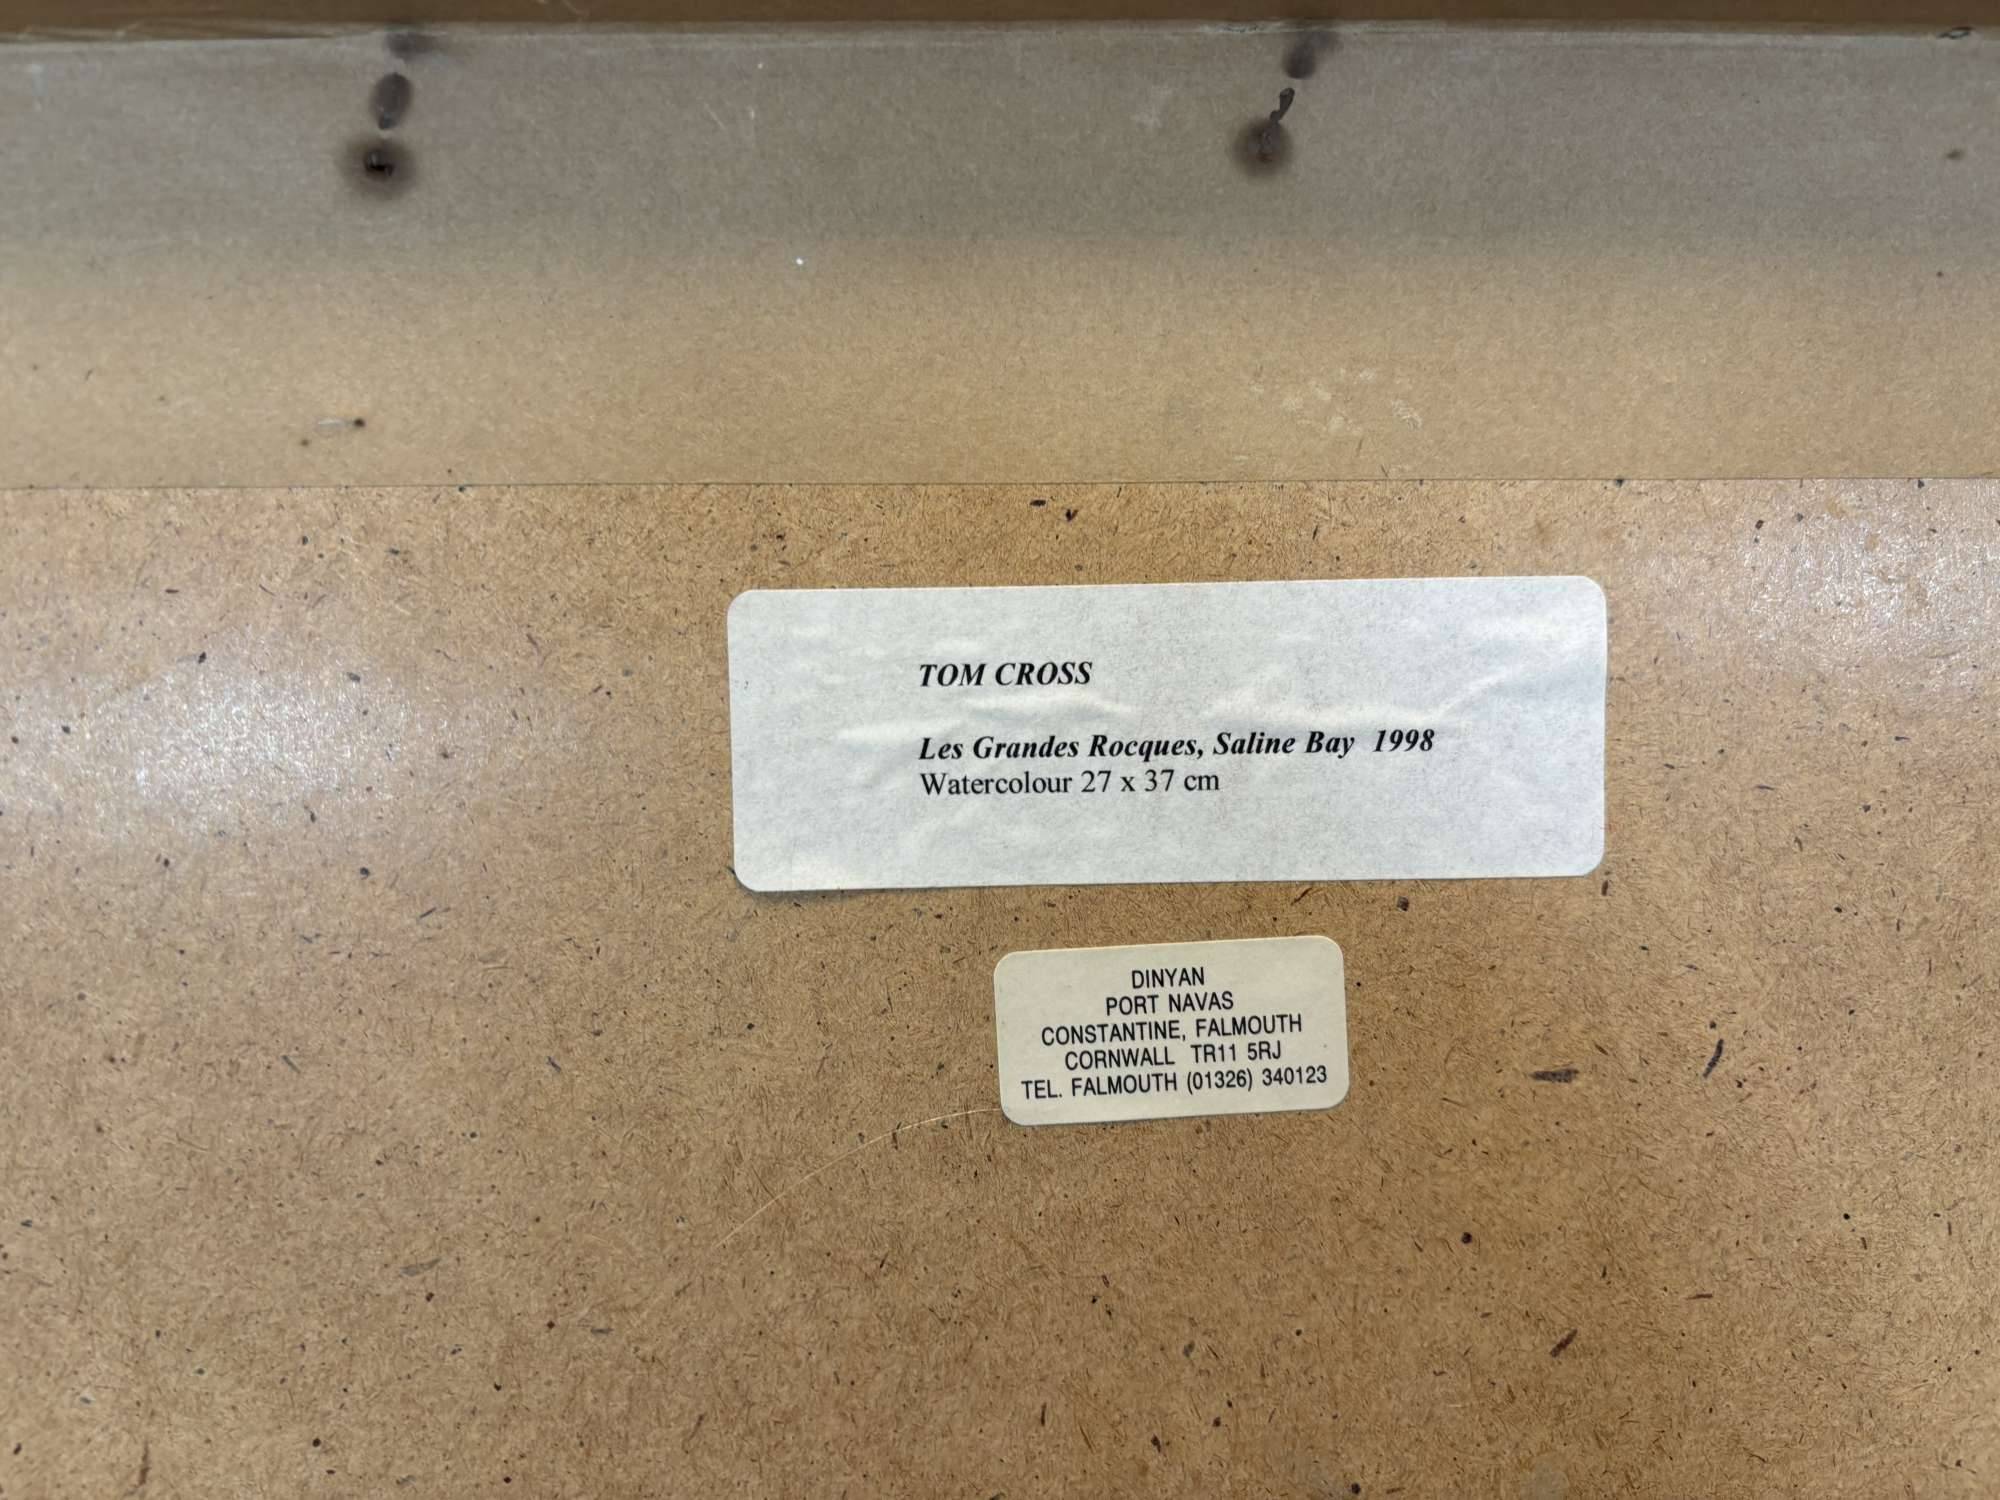 TOM CROSS
Les Grandes Rocques, Saline Bay 1998
Watercolour 27 x 37 cm
DINYAN
PORT NAVAS
CONSTANTINE, FALMOUTH
CORNWALL TR11 5RJ
TEL. FALMOUTH (01326) 340123